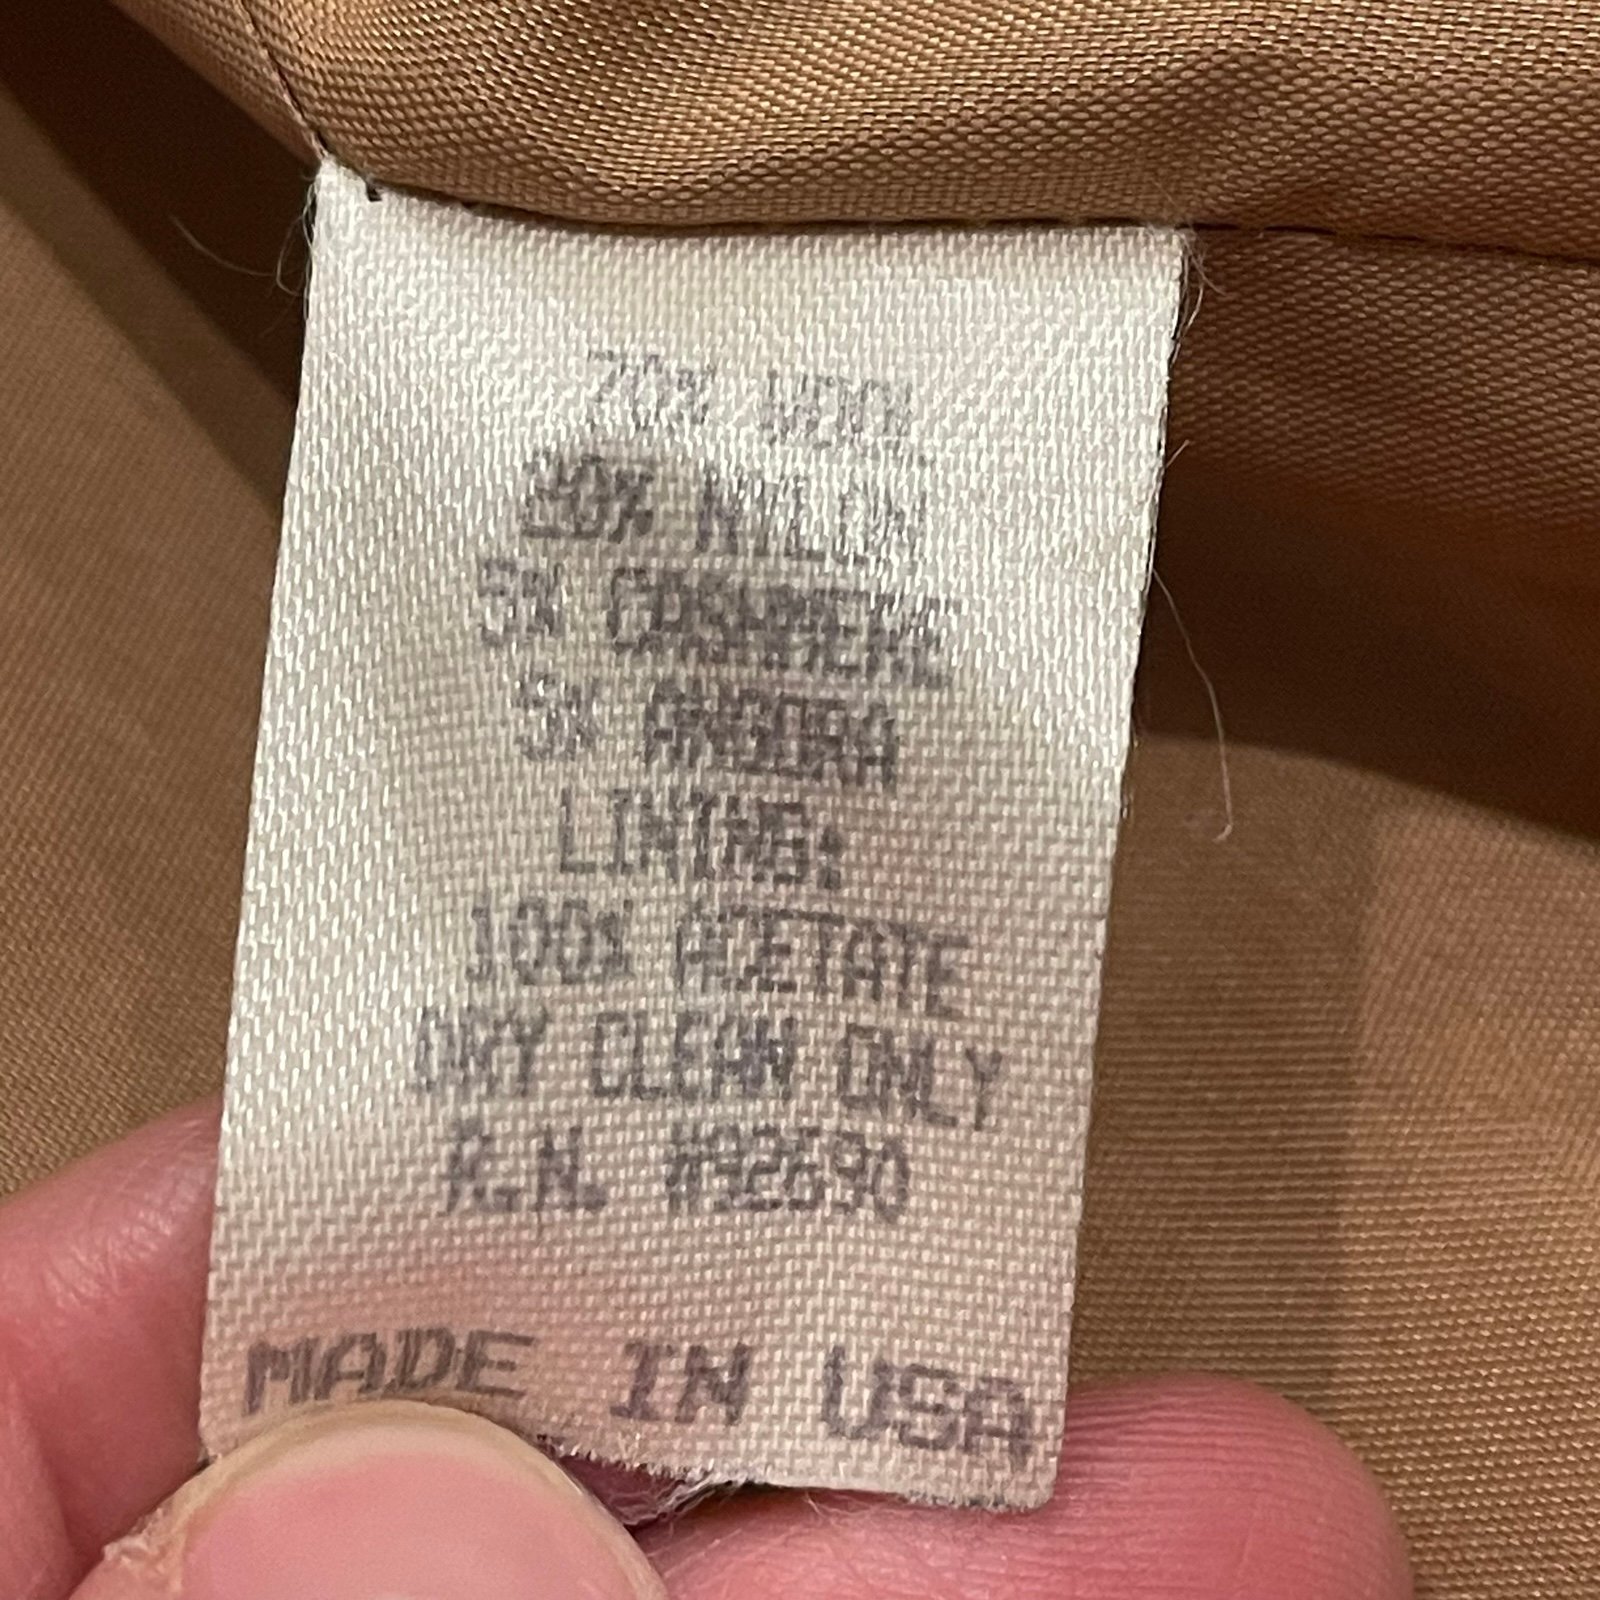 70% WOOL
20% NYLON
5% CASHMERE
5% ANGORA
LINING:
100% ACETATE
DRY CLEAN ONLY
R.N. #92690
MADE IN USA